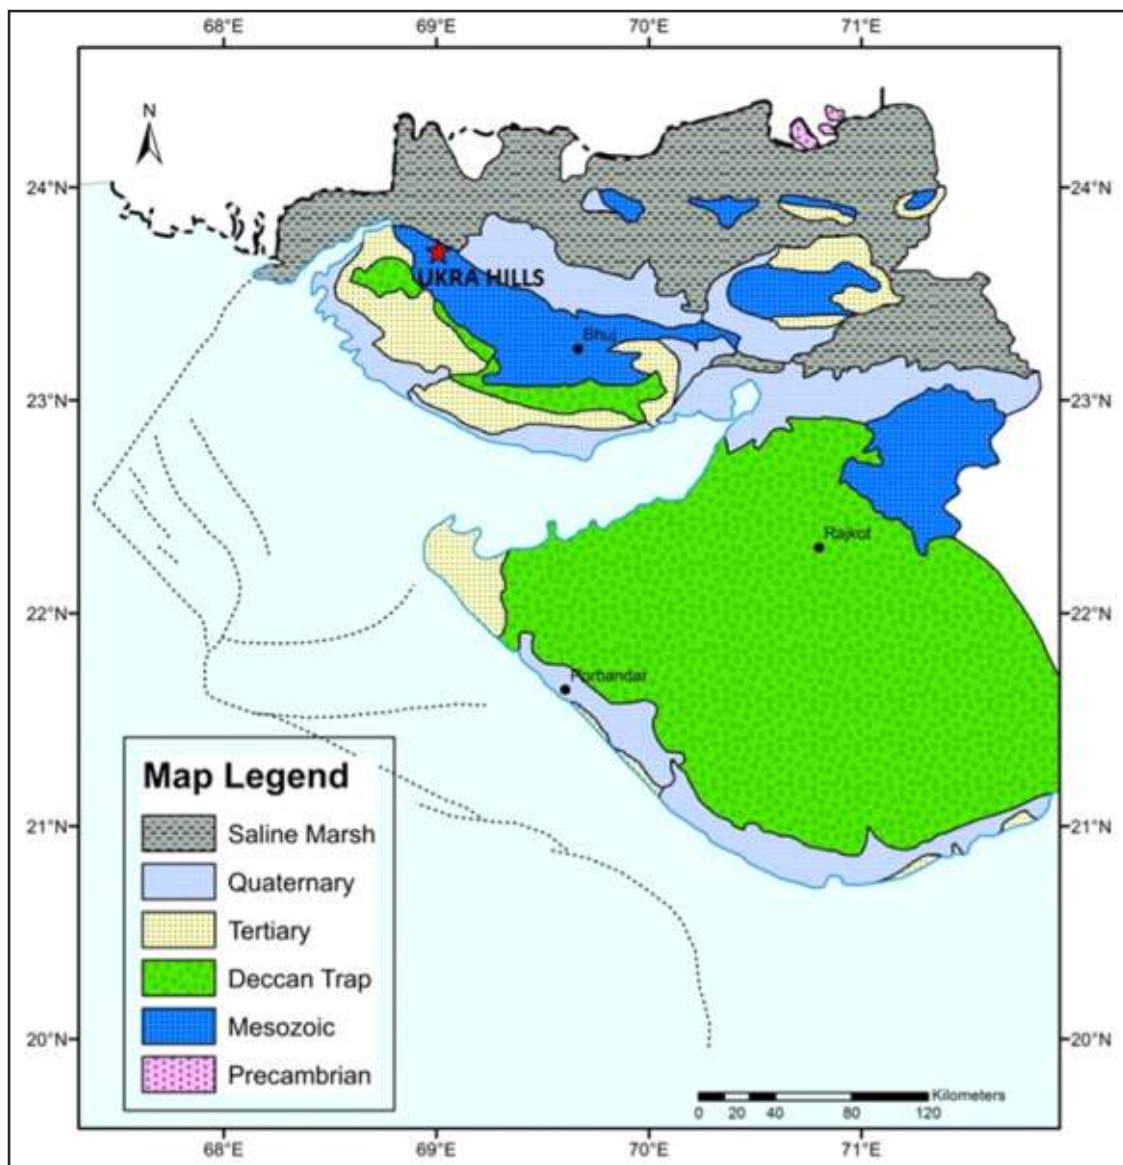 68°E 69°E 70°E 71°E
N
24°N 24°N
UKRA HILLS
Bhuj
23°N 23°N
Rajkot
22°N 22°N
Porbandar
Map Legend
21°N 21°N
Saline Marsh
Quaternary
Tertiary
Deccan Trap
20°N 20°N
Mesozoic
Precambrian
Kilometers
0 20 40 80 120
68°E 69°E 70°E 71°E